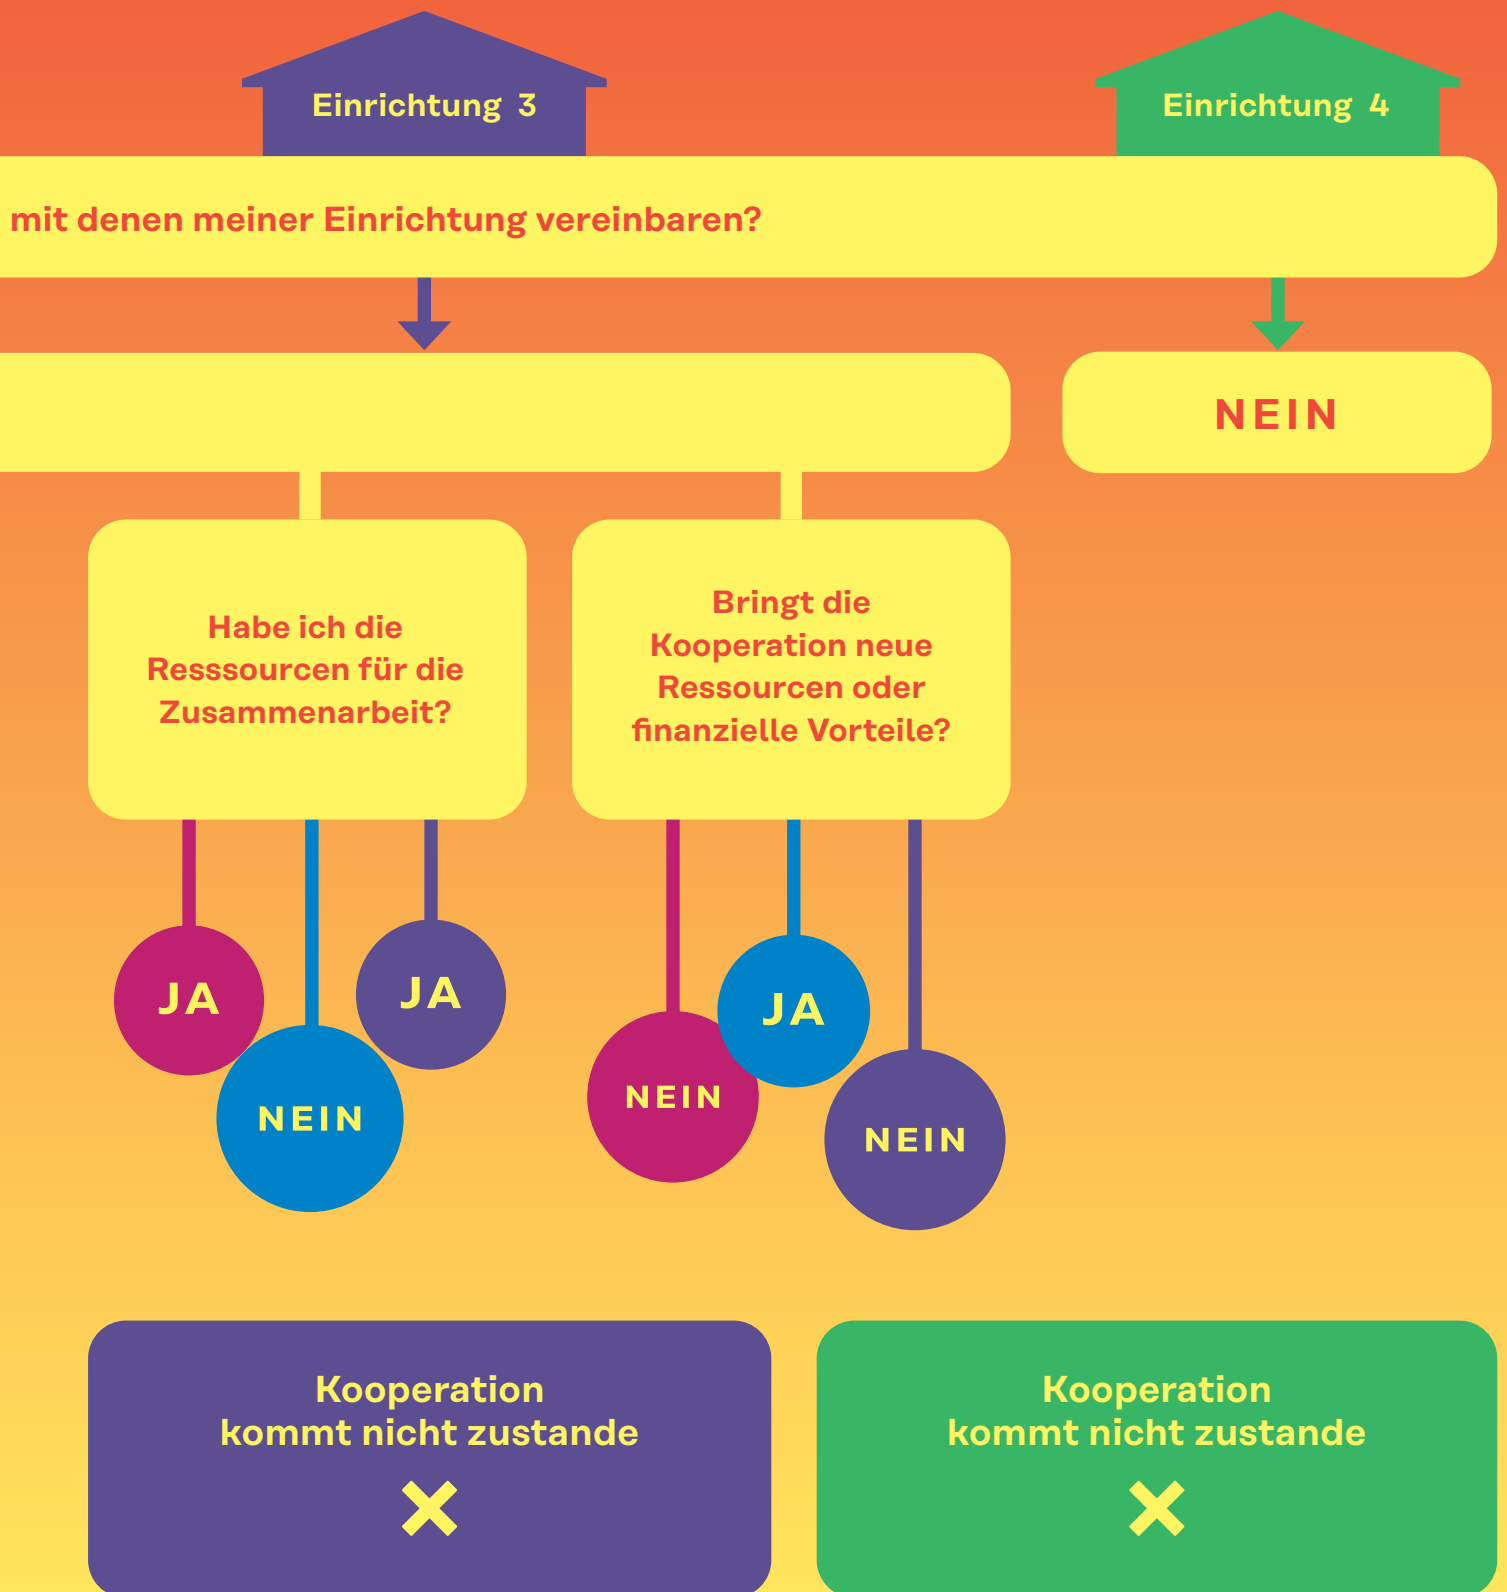 Einrichtung 3
Einrichtung 4
mit denen meiner Einrichtung vereinbaren?
NEIN
Habe ich die
Resssourcen für die
Zusammenarbeit?
Bringt die
Kooperation neue
Ressourcen oder
finanzielle Vorteile?
JA
NEIN
JA
NEIN
JA
NEIN
Kooperation
kommt nicht zustande
Kooperation
kommt nicht zustande